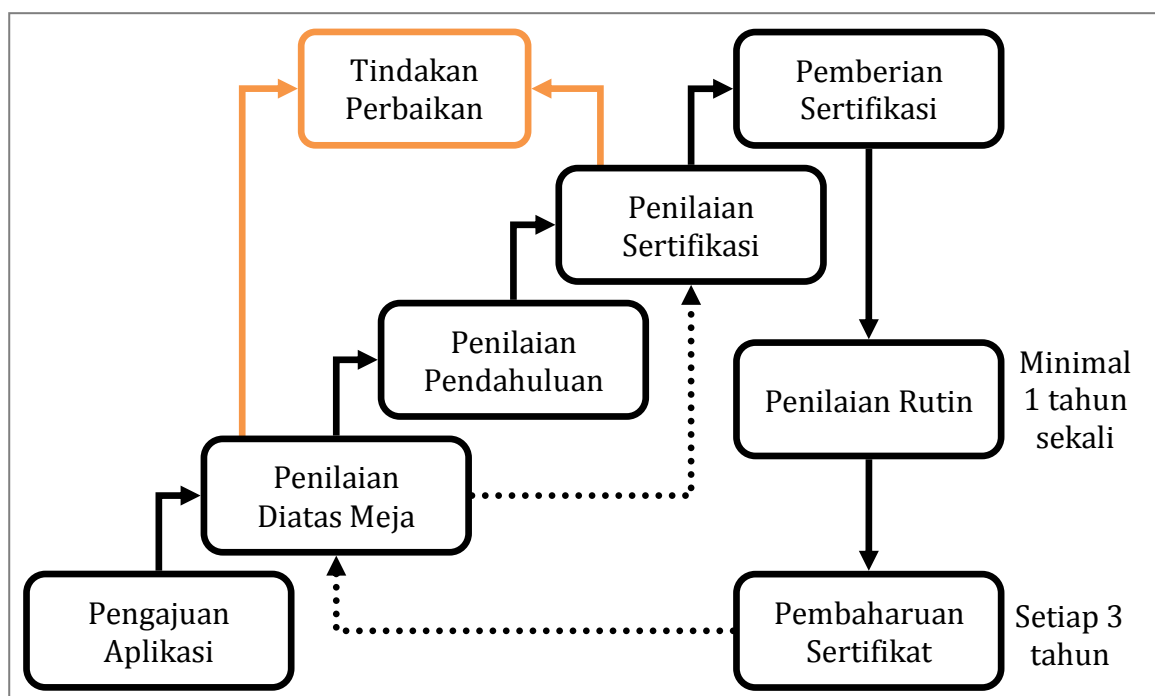 Tindakan
Perbaikan
Pemberian
Sertifikasi
Penilaian
Sertifikasi
Penilaian
Pendahuluan
Penilaian Rutin
Minimal
1 tahun
sekali
Penilaian
Diatas Meja
Pengajuan
Aplikasi
Pembaharuan
Sertifikat
Setiap 3
tahun